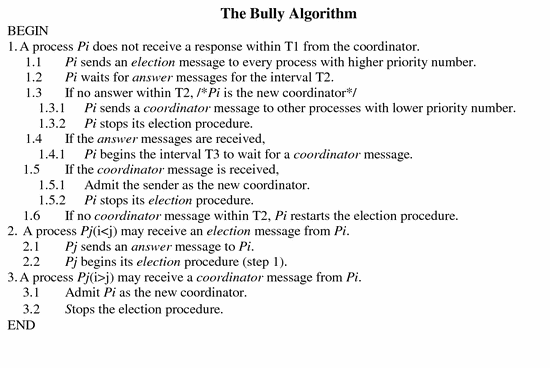 The Bully Algorithm
BEGIN
1. A process Pi does not receive a response within T1 from the coordinator.
1.1 Pi sends an election message to every process with higher priority number.
1.2 Pi waits for answer messages for the interval T2.
1.3 If no answer within T2, /*Pi is the new coordinator*/
1.3.1 Pi sends a coordinator message to other processes with lower priority number.
1.3.2 Pi stops its election procedure.
1.4 If the answer messages are received,
1.4.1 Pi begins the interval T3 to wait for a coordinator message.
1.5 If the coordinator message is received,
1.5.1 Admit the sender as the new coordinator.
1.5.2 Pi stops its election procedure.
1.6 If no coordinator message within T2, Pi restarts the election procedure.
2. A process Pj(i<j) may receive an election message from Pi.
2.1 Pj sends an answer message to Pi.
2.2 Pj begins its election procedure (step 1).
3. A process Pj(i>j) may receive a coordinator message from Pi.
3.1 Admit Pi as the new coordinator.
3.2 Stops the election procedure.
END